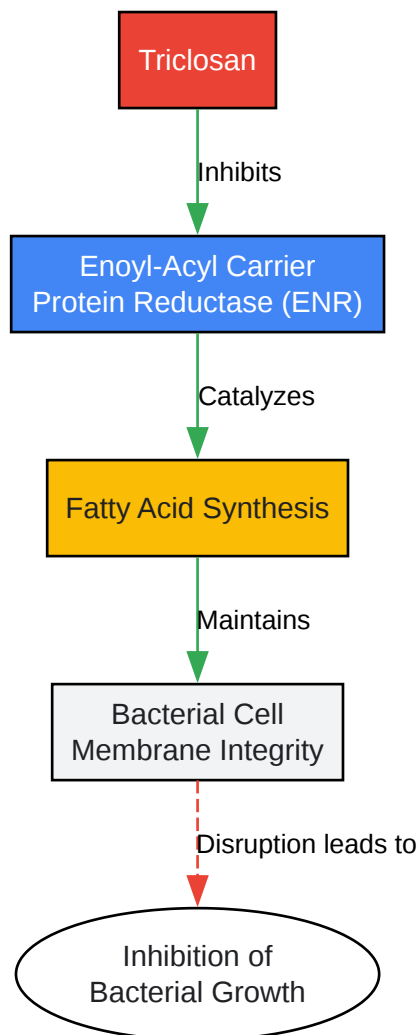 Triclosan
Inhibits
Enoyl-Acyl Carrier
Protein Reductase (ENR)
Catalyzes
Fatty Acid Synthesis
Maintains
Bacterial Cell
Membrane Integrity
Disruption leads to
Inhibition of
Bacterial Growth